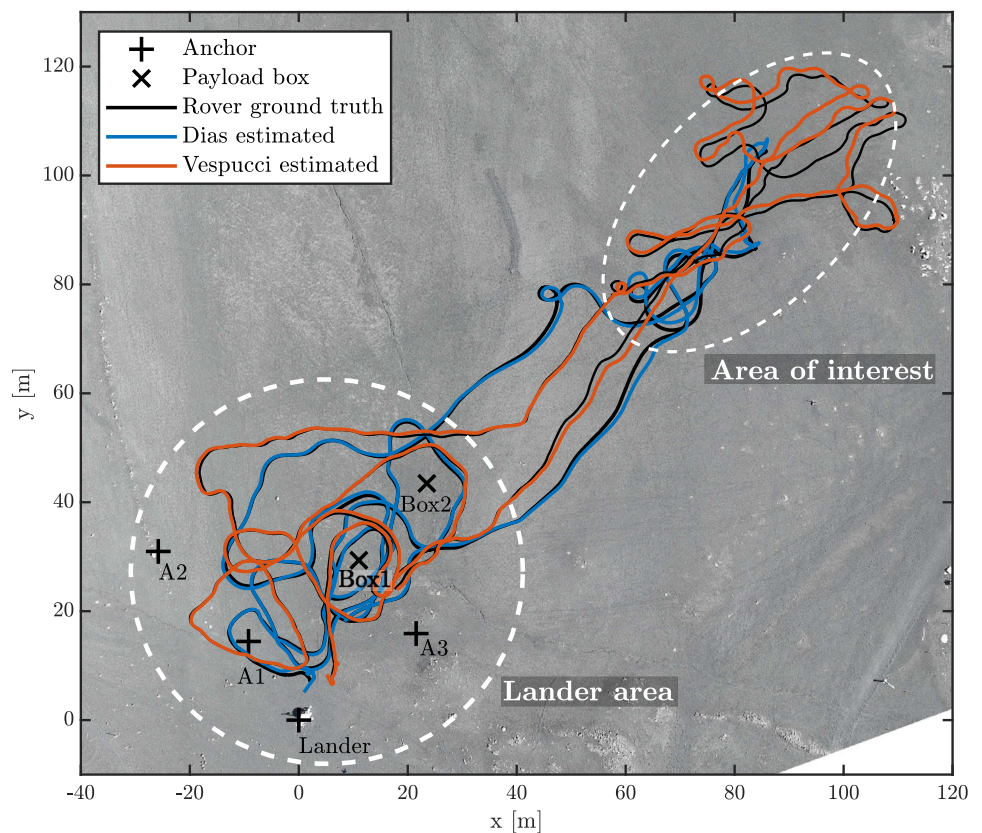 Anchor
Payload box
Rover ground truth
Dias estimated
Vespucci estimated
120
100
80
60
40
20
0
y [m]
Area of interest
Box2
A2
Box1
A3
A1
Lander area
Lander
-40 -20 0 20 40 60 80 100 120
x [m]